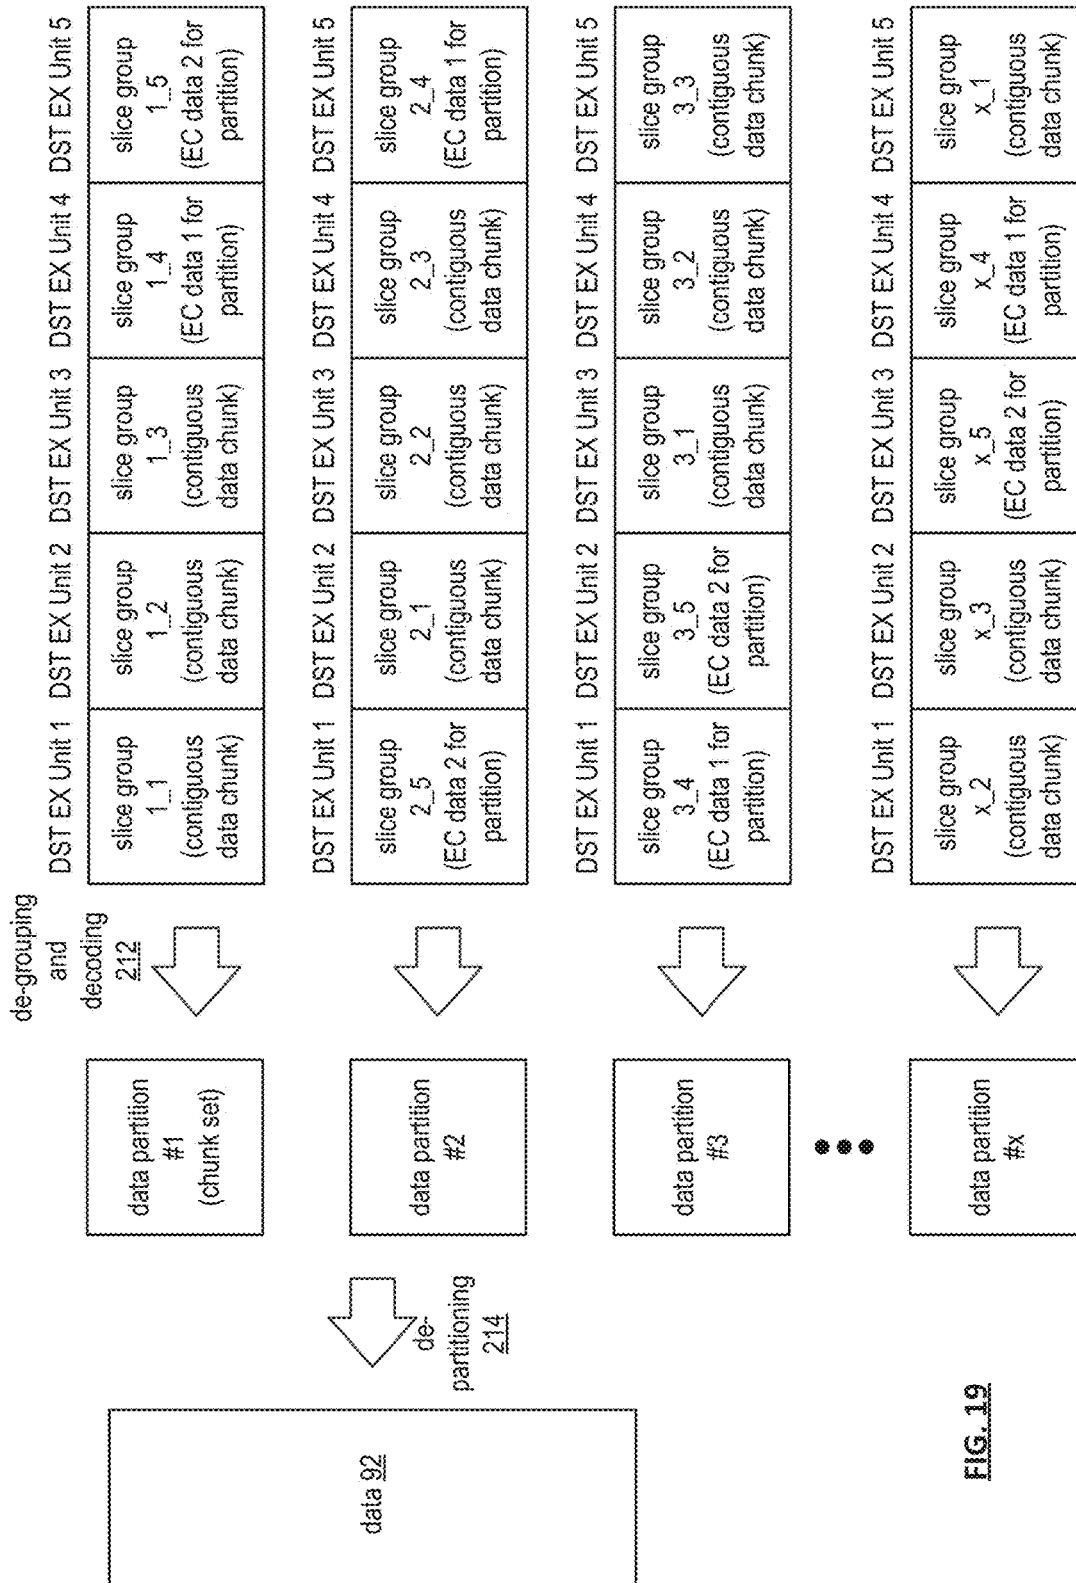 de-grouping
and
decoding
212
DST EX Unit 1 DST EX Unit 2 DST EX Unit 3 DST EX Unit 4 DST EX Unit 5
data partition
#1
(chunk set)
slice group
1_1
(contiguous
data chunk)
slice group
1_2
(contiguous
data chunk)
slice group
1_3
(contiguous
data chunk)
slice group
1_4
(EC data 1 for
partition)
slice group
1_5
(EC data 2 for
partition)
data 92
de-
partitioning
214
DST EX Unit 1 DST EX Unit 2 DST EX Unit 3 DST EX Unit 4 DST EX Unit 5
data partition
#2
slice group
2_5
(EC data 2 for
partition)
slice group
2_1
(contiguous
data chunk)
slice group
2_2
(contiguous
data chunk)
slice group
2_3
(contiguous
data chunk)
slice group
2_4
(EC data 1 for
partition)
DST EX Unit 1 DST EX Unit 2 DST EX Unit 3 DST EX Unit 4 DST EX Unit 5
data partition
#3
slice group
3_4
(EC data 1 for
partition)
slice group
3_5
(EC data 2 for
partition)
slice group
3_1
(contiguous
data chunk)
slice group
3_2
(contiguous
data chunk)
slice group
3_3
(contiguous
data chunk)
DST EX Unit 1 DST EX Unit 2 DST EX Unit 3 DST EX Unit 4 DST EX Unit 5
data partition
#x
slice group
x_2
(contiguous
data chunk)
slice group
x_3
(contiguous
data chunk)
slice group
x_5
(EC data 2 for
partition)
slice group
x_4
(EC data 1 for
partition)
slice group
x_1
(contiguous
data chunk)
FIG. 19